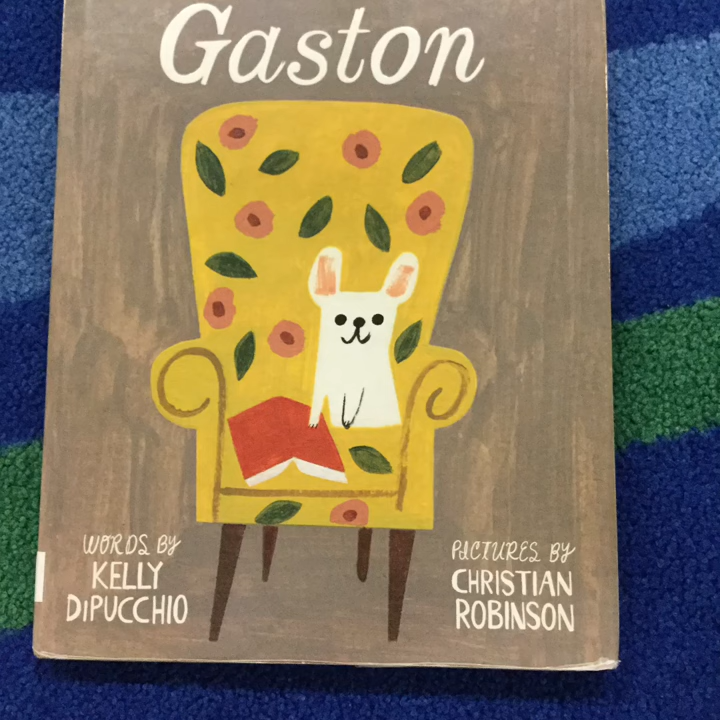 Gaston
WORDS BY
KELLY
DiPUCCHIO
PICTURES BY
CHRISTIAN
ROBINSON